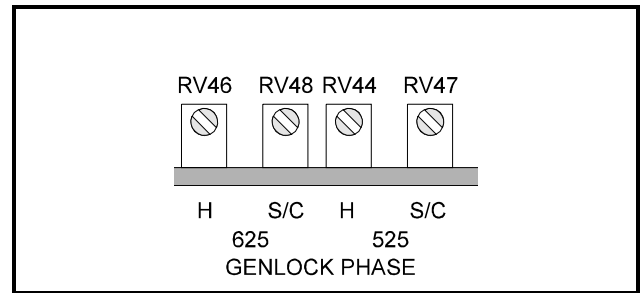 RV46 RV48 RV44 RV47
H S/C H S/C
625 525
GENLOCK PHASE